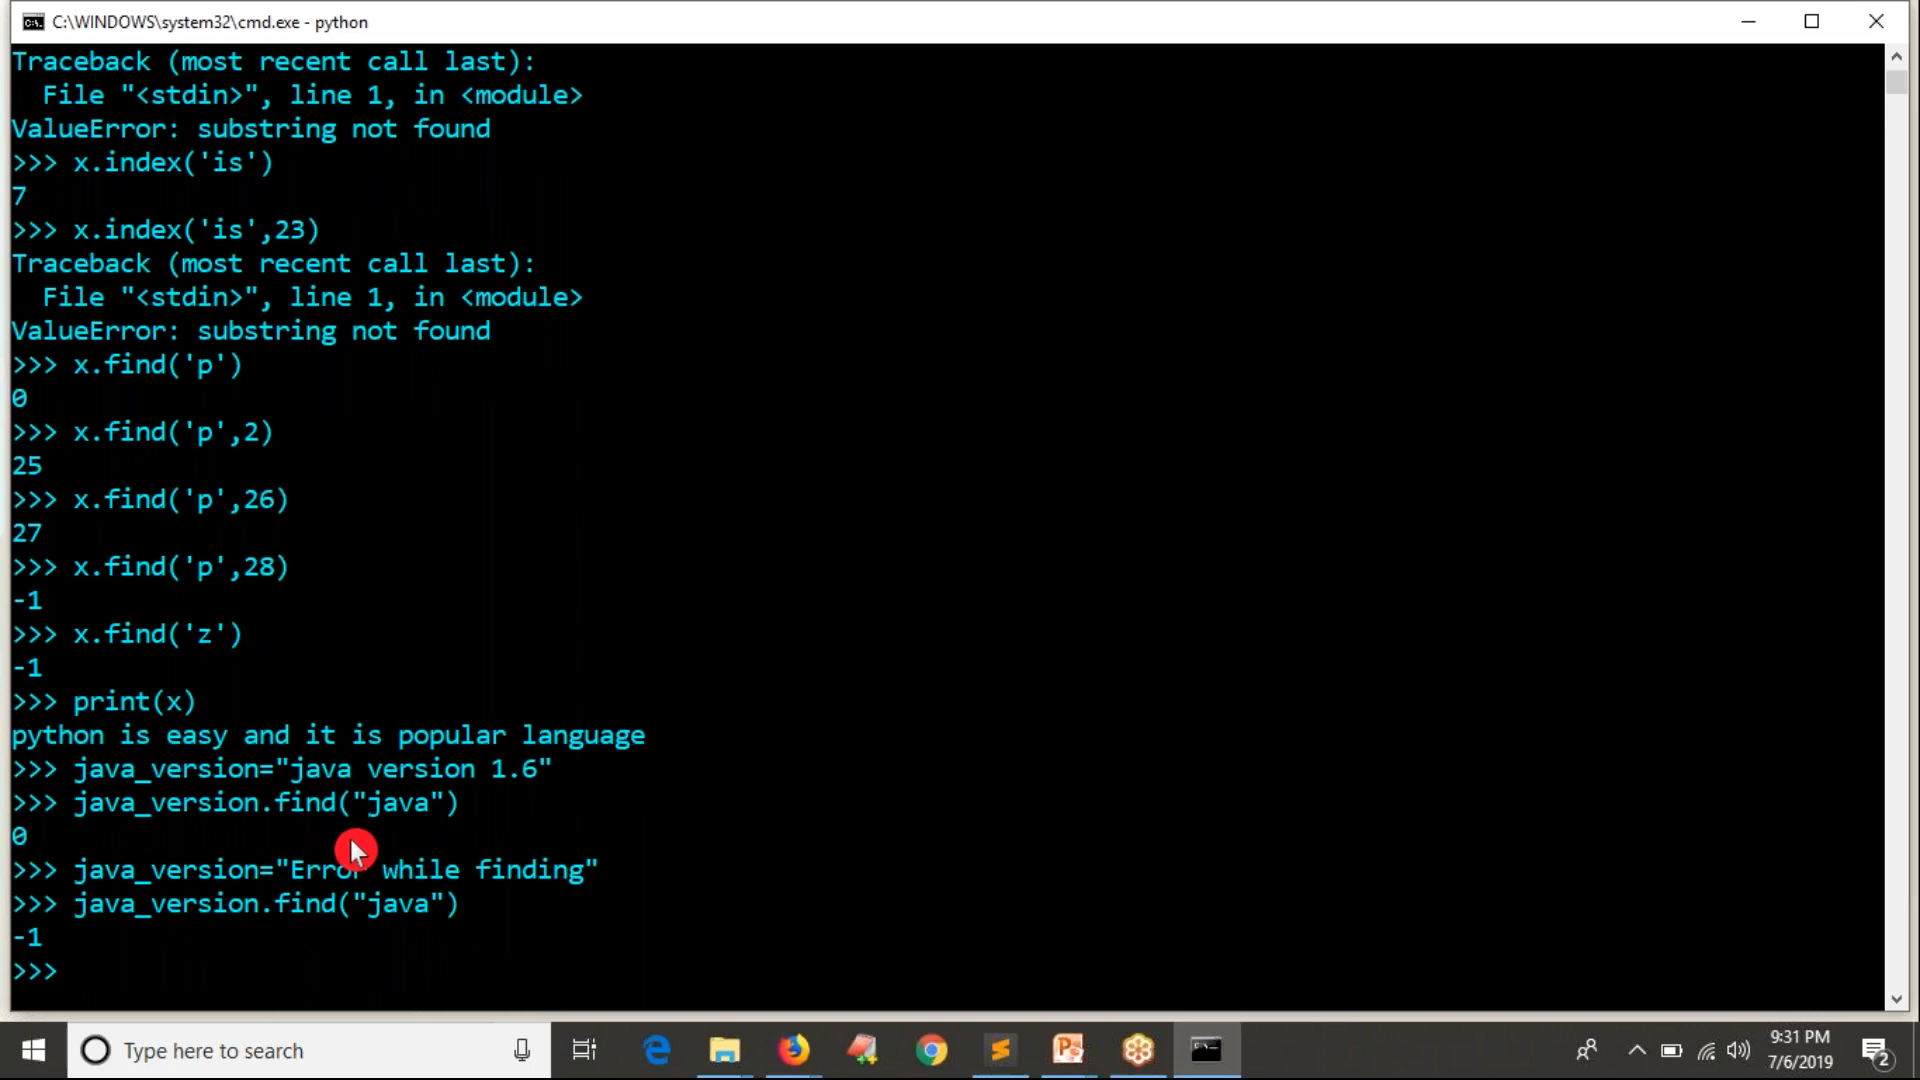 C:\WINDOWS\system32\cmd.exe - python
Traceback (most recent call last):
  File "<stdin>", line 1, in <module>
ValueError: substring not found
>>> x.index('is')
7
>>> x.index('is',23)
Traceback (most recent call last):
  File "<stdin>", line 1, in <module>
ValueError: substring not found
>>> x.find('p')
0
>>> x.find('p',2)
25
>>> x.find('p',26)
27
>>> x.find('p',28)
-1
>>> x.find('z')
-1
>>> print(x)
python is easy and it is popular language
>>> java_version="java version 1.6"
>>> java_version.find("java")
0
>>> java_version="Error while finding"
>>> java_version.find("java")
-1
>>>
Type here to search
9:31 PM
7/6/2019
2